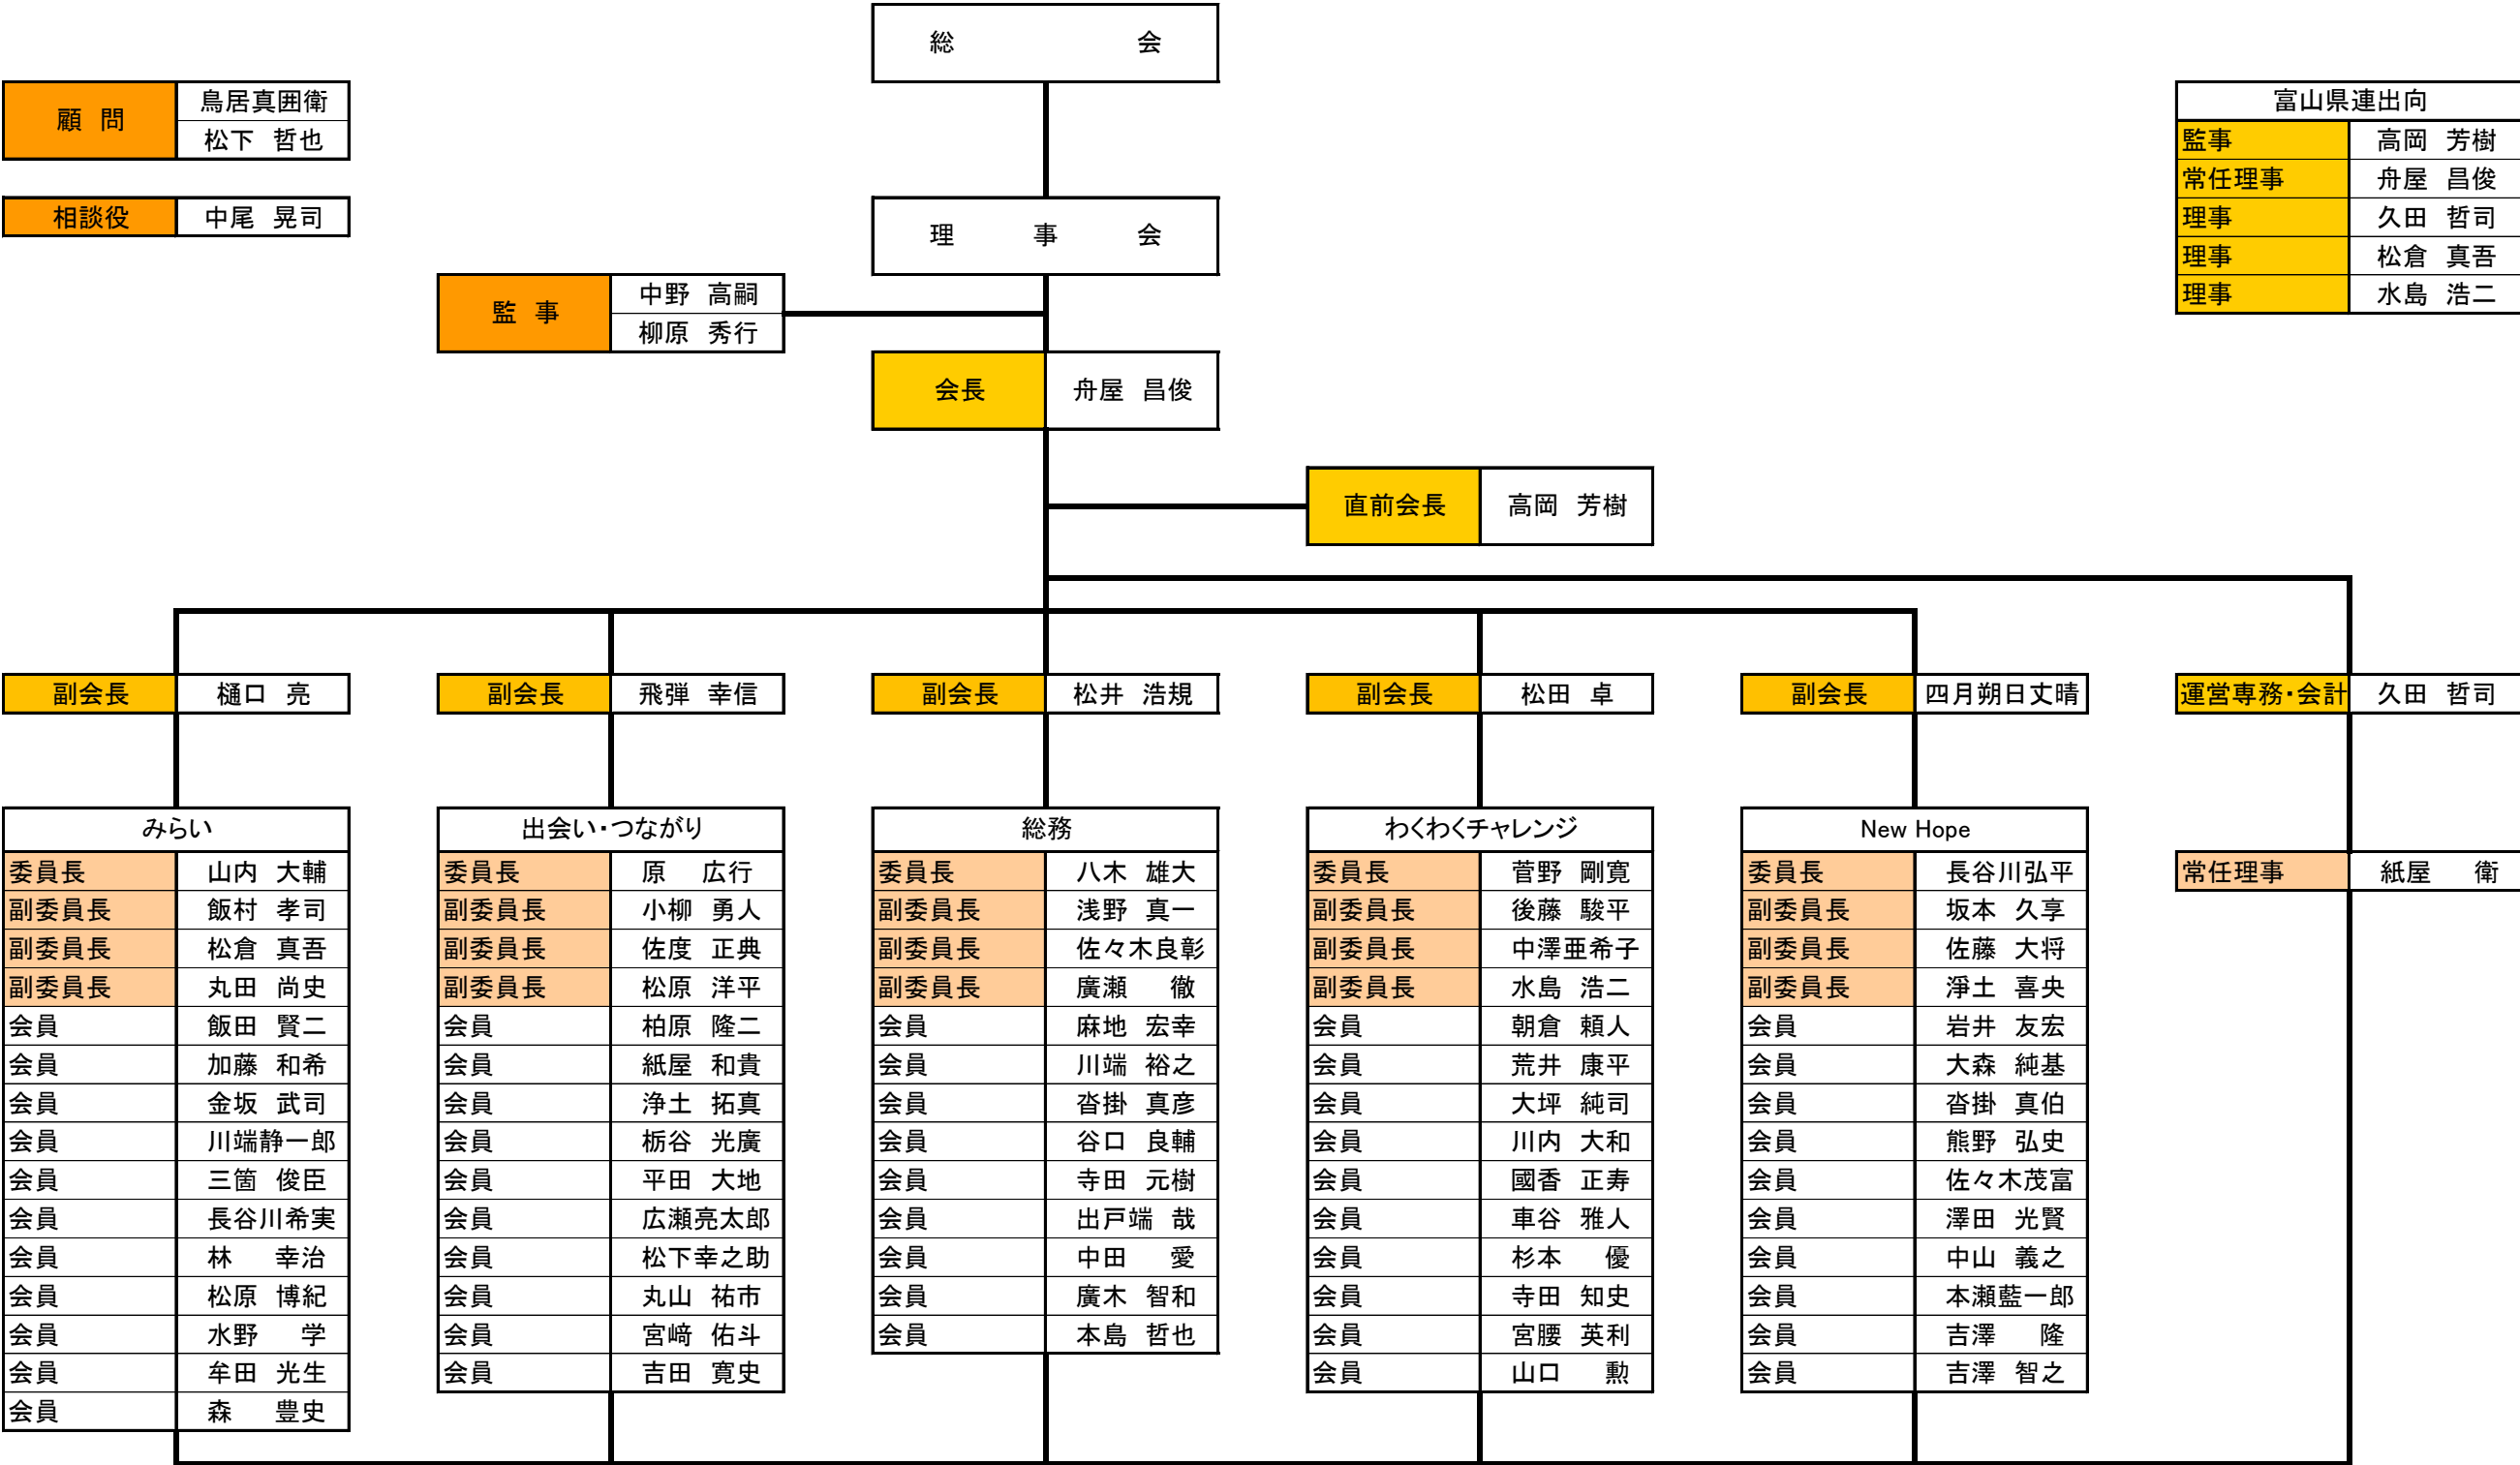 総 会
顧 問
鳥居真囲衛
松下 哲也
相談役 中尾 晃司
富山県連出向
監事 高岡 芳樹
常任理事 舟屋 昌俊
理事 久田 哲司
理事 松倉 真吾
理事 水島 浩二
理 事 会
監 事
中野 高嗣
柳原 秀行
会長 舟屋 昌俊
直前会長 高岡 芳樹
副会長 樋口 亮
副会長 飛弾 幸信
副会長 松井 浩規
副会長 松田 卓
副会長 四月朔日丈晴
運営専務・会計 久田 哲司
みらい
委員長 山内 大輔
副委員長 飯村 孝司
副委員長 松倉 真吾
副委員長 丸田 尚史
会員 飯田 賢二
会員 加藤 和希
会員 金坂 武司
会員 川端静一郎
会員 三箇 俊臣
会員 長谷川希実
会員 林 幸治
会員 松原 博紀
会員 水野 学
会員 牟田 光生
会員 森 豊史
出会い・つながり
委員長 原 広行
副委員長 小柳 勇人
副委員長 佐度 正典
副委員長 松原 洋平
会員 柏原 隆二
会員 紙屋 和貴
会員 浄土 拓真
会員 栃谷 光廣
会員 平田 大地
会員 広瀬亮太郎
会員 松下幸之助
会員 丸山 祐市
会員 宮﨑 佑斗
会員 吉田 寛史
総務
委員長 八木 雄大
副委員長 浅野 真一
副委員長 佐々木良彰
副委員長 廣瀬 徹
会員 麻地 宏幸
会員 川端 裕之
会員 沓掛 真彦
会員 谷口 良輔
会員 寺田 元樹
会員 出戸端 哉
会員 中田 愛
会員 廣木 智和
会員 本島 哲也
わくわくチャレンジ
委員長 菅野 剛寛
副委員長 後藤 駿平
副委員長 中澤亜希子
副委員長 水島 浩二
会員 朝倉 頼人
会員 荒井 康平
会員 大坪 純司
会員 川内 大和
会員 國香 正寿
会員 車谷 雅人
会員 杉本 優
会員 寺田 知史
会員 宮腰 英利
会員 山口 勲
New Hope
委員長 長谷川弘平
副委員長 坂本 久享
副委員長 佐藤 大将
副委員長 淨土 喜央
会員 岩井 友宏
会員 大森 純基
会員 沓掛 真伯
会員 熊野 弘史
会員 佐々木茂富
会員 澤田 光賢
会員 中山 義之
会員 本瀬藍一郎
会員 吉澤 隆
会員 吉澤 智之
常任理事 紙屋 衛